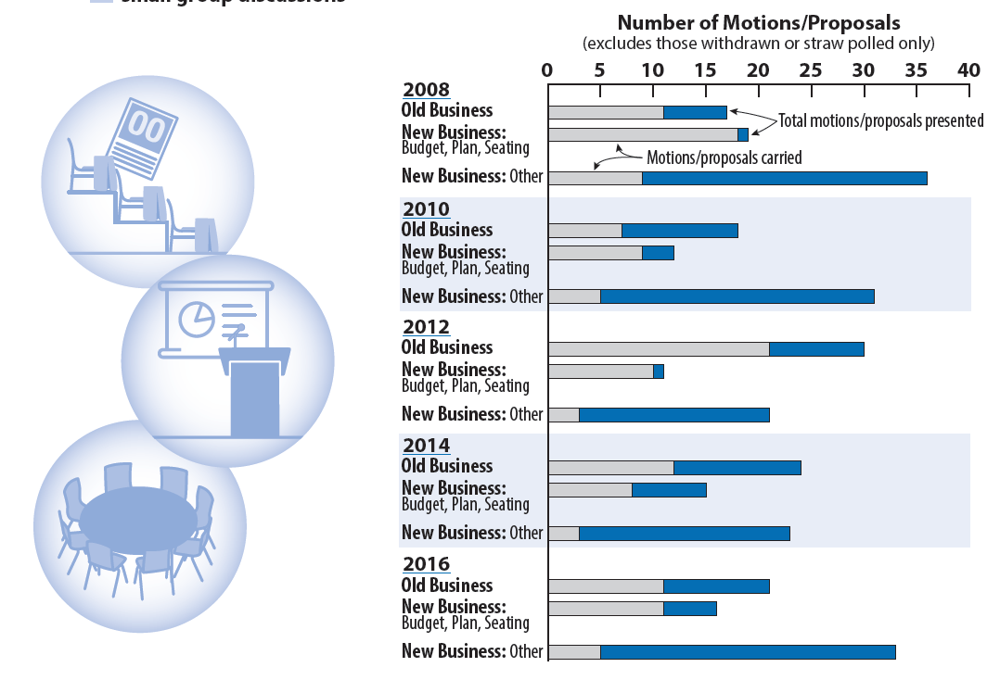 small group discussions
Number of Motions/Proposals
(excludes those withdrawn or straw polled only)
0 5 10 15 20 25 30 35 40
2008
Old Business
Total motions/proposals presented
New Business:
Budget, Plan, Seating
Motions/proposals carried
New Business: Other
2010
Old Business
New Business:
Budget, Plan, Seating
New Business: Other
2012
Old Business
New Business:
Budget, Plan, Seating
New Business: Other
2014
Old Business
New Business:
Budget, Plan, Seating
New Business: Other
2016
Old Business
New Business:
Budget, Plan, Seating
New Business: Other
00